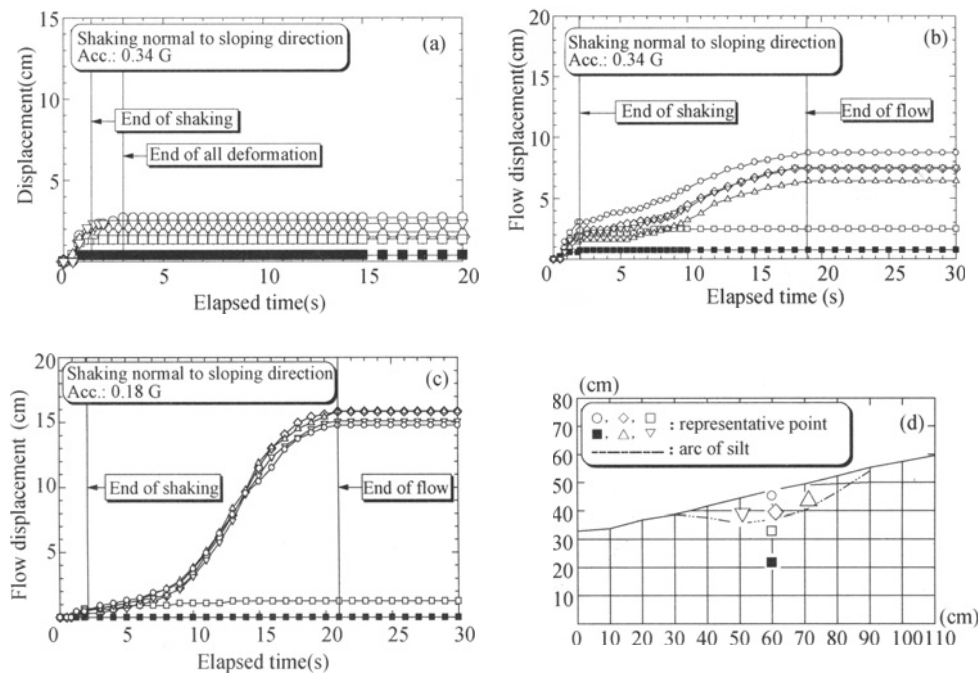 15
10
5
Displacement(cm)
Shaking normal to sloping direction
Acc.: 0.34 G
(a)
End of shaking
End of all deformation
0
5
10
15
20
Elapsed time(s)
20
15
10
5
0
Flow displacement (cm)
Shaking normal to sloping direction
Acc.: 0.34 G
(b)
End of shaking
End of flow
0
5
10
15
20
25
30
Elapsed time (s)
20
15
10
5
0
Flow displacement (cm)
Shaking normal to sloping direction
Acc.: 0.18 G
(c)
End of shaking
End of flow
0
5
10
15
20
25
30
Elapsed time(s)
(cm)
80
70
60
50
40
30
20
10
(d)
: representative point
: arc of silt
0 10 20 30 40 50 60 70 80 90 100 110
(cm)